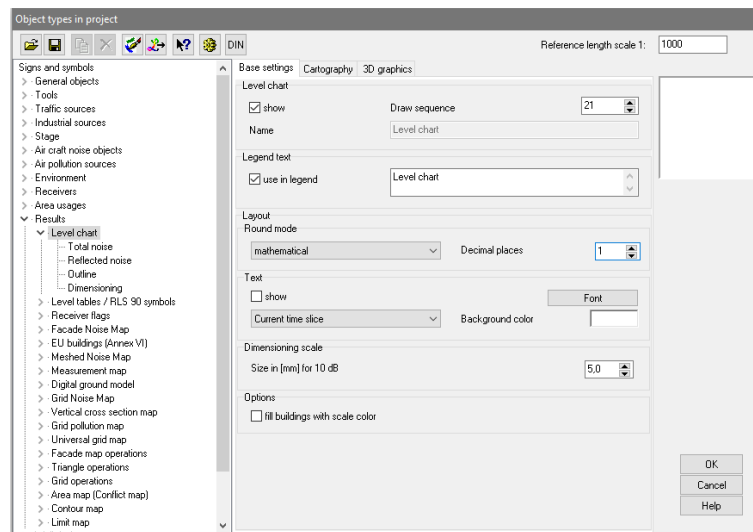 Object types in project
DIN
Reference length scale 1: 1000
Signs and symbols
General objects
Tools
Traffic sources
Industrial sources
Stage
Air craft noise objects
Air pollution sources
Environment
Receivers
Area usages
Results
Level chart
Total noise
Reflected noise
Outline
Dimensioning
Level tables / RLS 90 symbols
Receiver flags
Facade Noise Map
EU buildings (Annex VI)
Meshed Noise Map
Measurement map
Digital ground model
Grid Noise Map
Vertical cross section map
Grid pollution map
Universal grid map
Facade map operations
Triangle operations
Grid operations
Area map (Conflict map)
Contour map
Limit map
Base settings Cartography 3D graphics
Level chart
show Draw sequence 21
Name Level chart
Legend text
use in legend Level chart
Layout
Round mode
mathematical Decimal places 1
Text
show Font
Current time slice Background color
Dimensioning scale
Size in [mm] for 10 dB 5,0
Options
fill buildings with scale color
OK
Cancel
Help